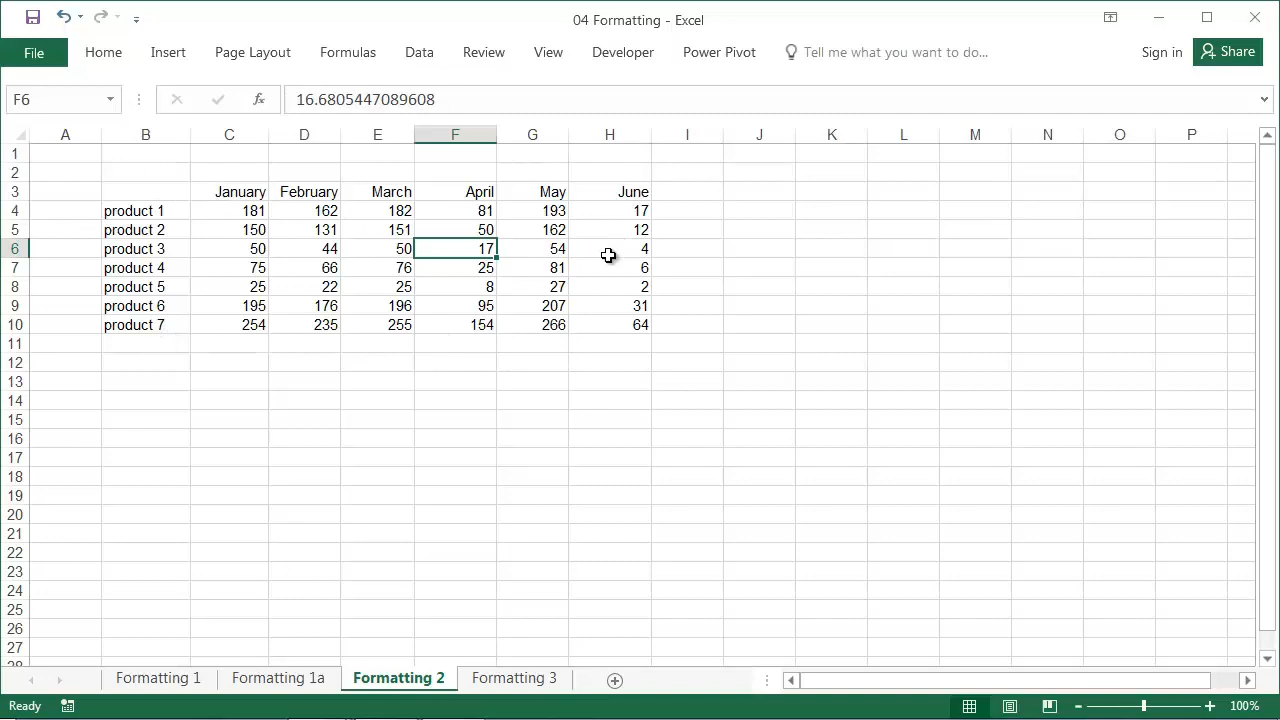 04 Formatting - Excel
File Home Insert Page Layout Formulas Data Review View Developer Power Pivot Tell me what you want to do... Sign in Share
F6 fx 16.6805447089608
A B C D E F G H I J K L M N O P
1
2
3 January February March April May June
4 product 1 181 162 182 81 193 17
5 product 2 150 131 151 50 162 12
6 product 3 50 44 50 17 54 4
7 product 4 75 66 76 25 81 6
8 product 5 25 22 25 8 27 2
9 product 6 195 176 196 95 207 31
10 product 7 254 235 255 154 266 64
11
12
13
14
15
16
17
18
19
20
21
22
23
24
25
26
27
28
Formatting 1 Formatting 1a Formatting 2 Formatting 3
Ready 100%